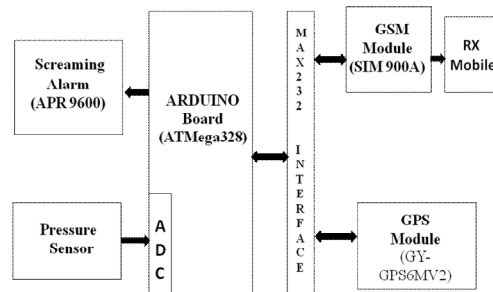 Screaming
Alarm
(APR 9600)
ARDUINO
Board
(ATMega328)
Pressure
Sensor
A
D
C
M
A
X
2
3
2
I
N
T
E
R
F
A
C
E
GSM
Module
(SIM 900A)
RX
Mobile
GPS
Module
(GY-
GPS6MV2)